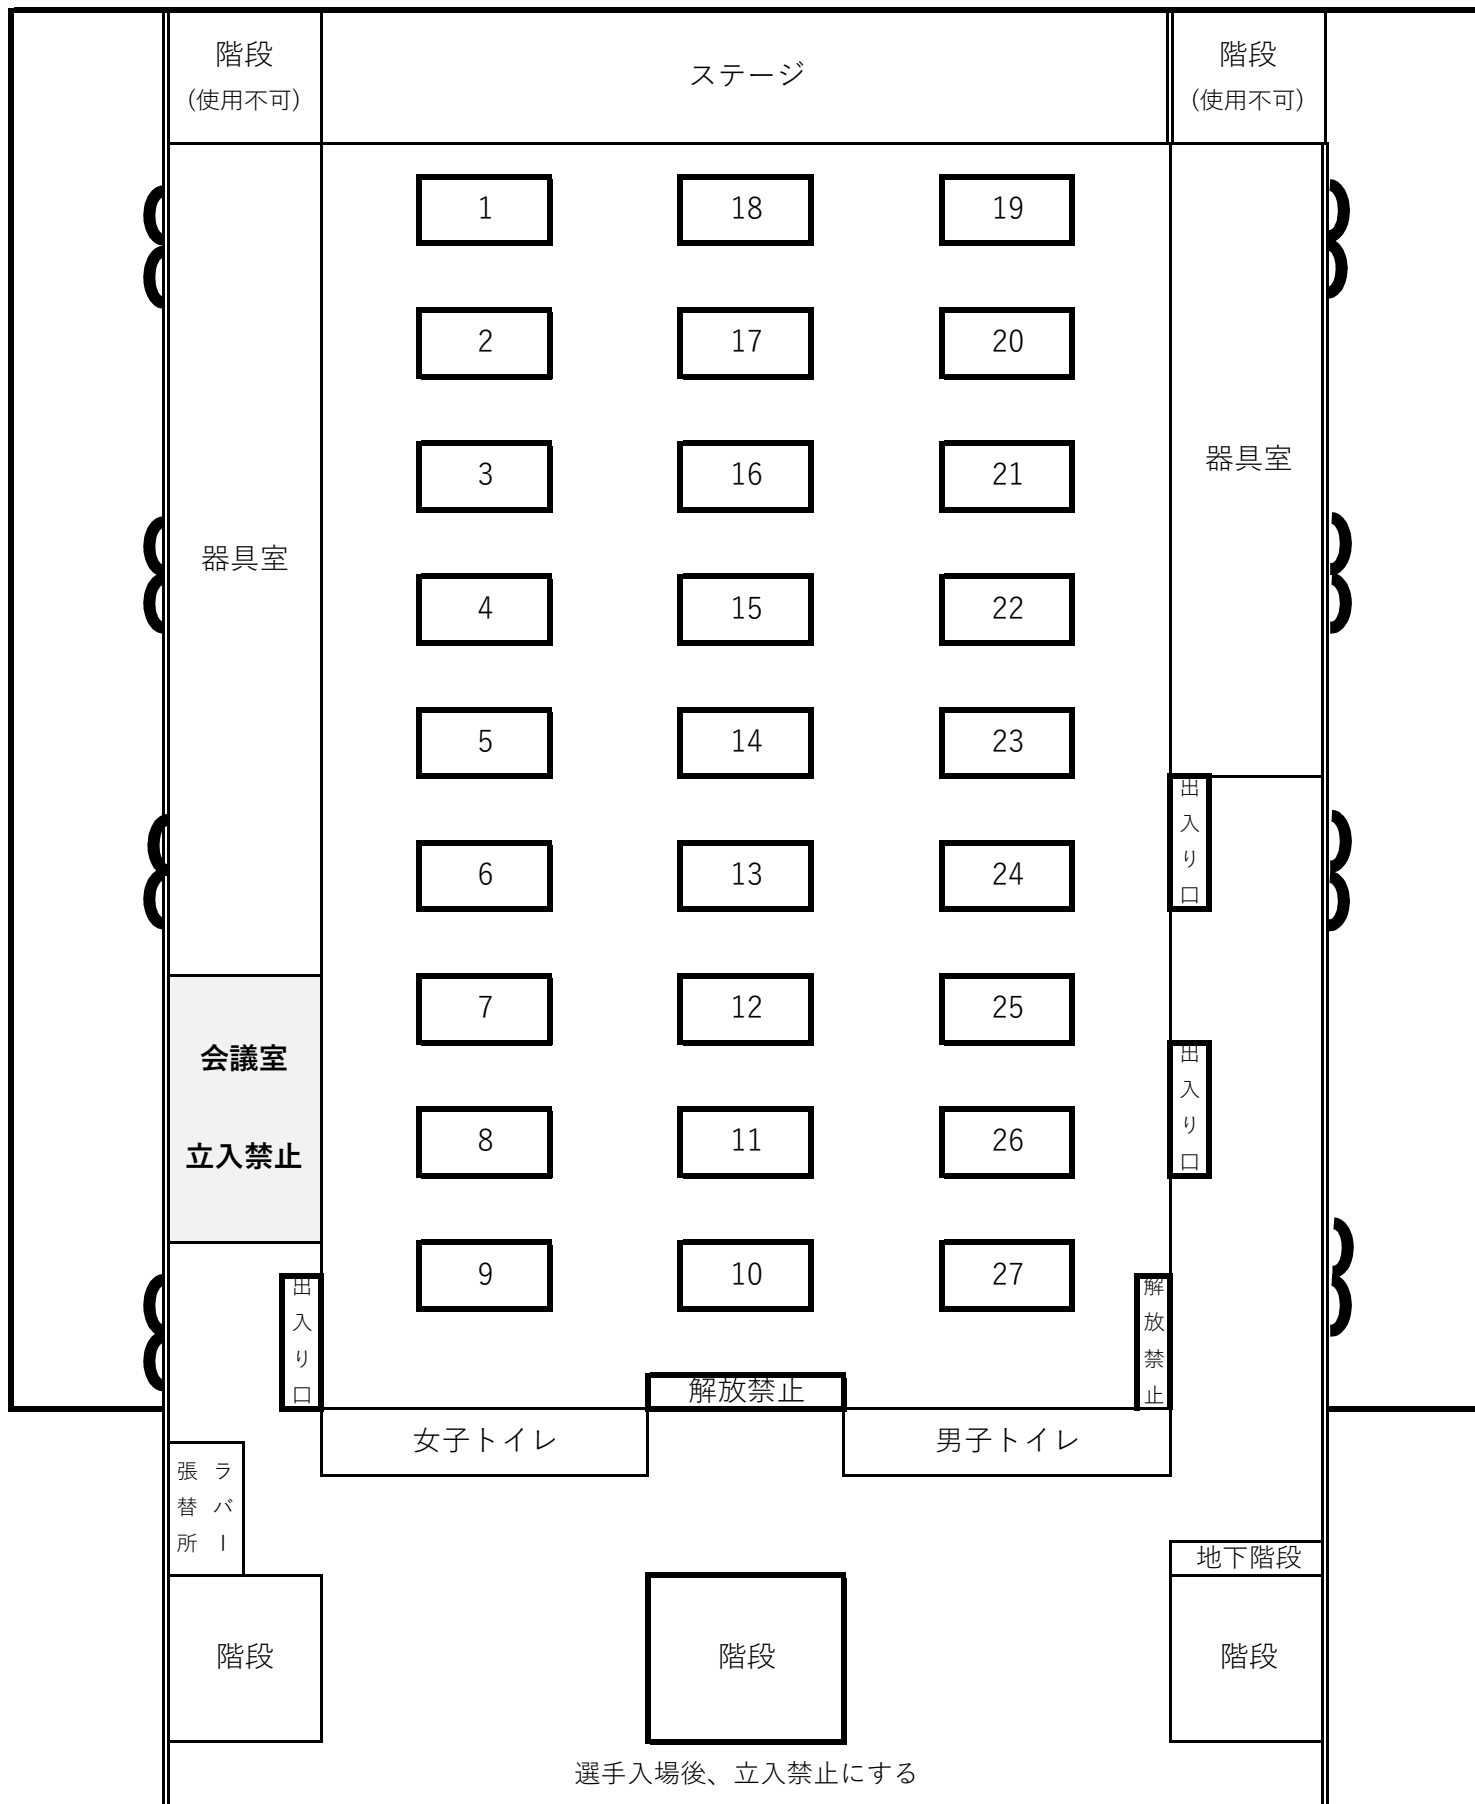 階段
(使用不可)
ステージ
階段
(使用不可)
1
18
19
2
17
20
3
16
21
器具室
器具室
4
15
22
5
14
23
出入り口
6
13
24
7
12
25
会議室
立入禁止
出入り口
8
11
26
9
10
27
出入り口
解放禁止
解放禁止
女子トイレ
男子トイレ
ラバー
張替所
地下階段
階段
階段
階段
選手入場後、立入禁止にする